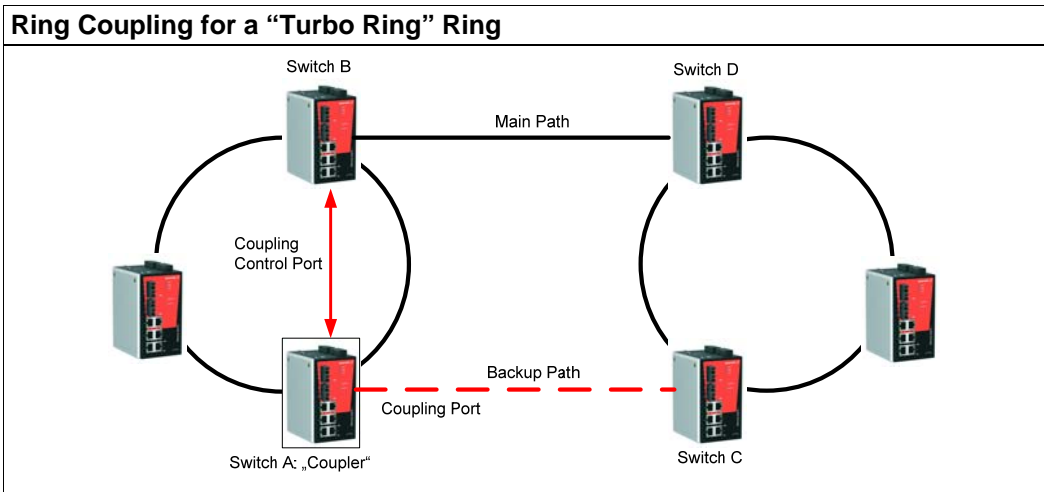 Ring Coupling for a “Turbo Ring” Ring
Switch B
Switch D
Main Path
Coupling
Control Port
Backup Path
Coupling Port
Switch A: „Coupler“
Switch C